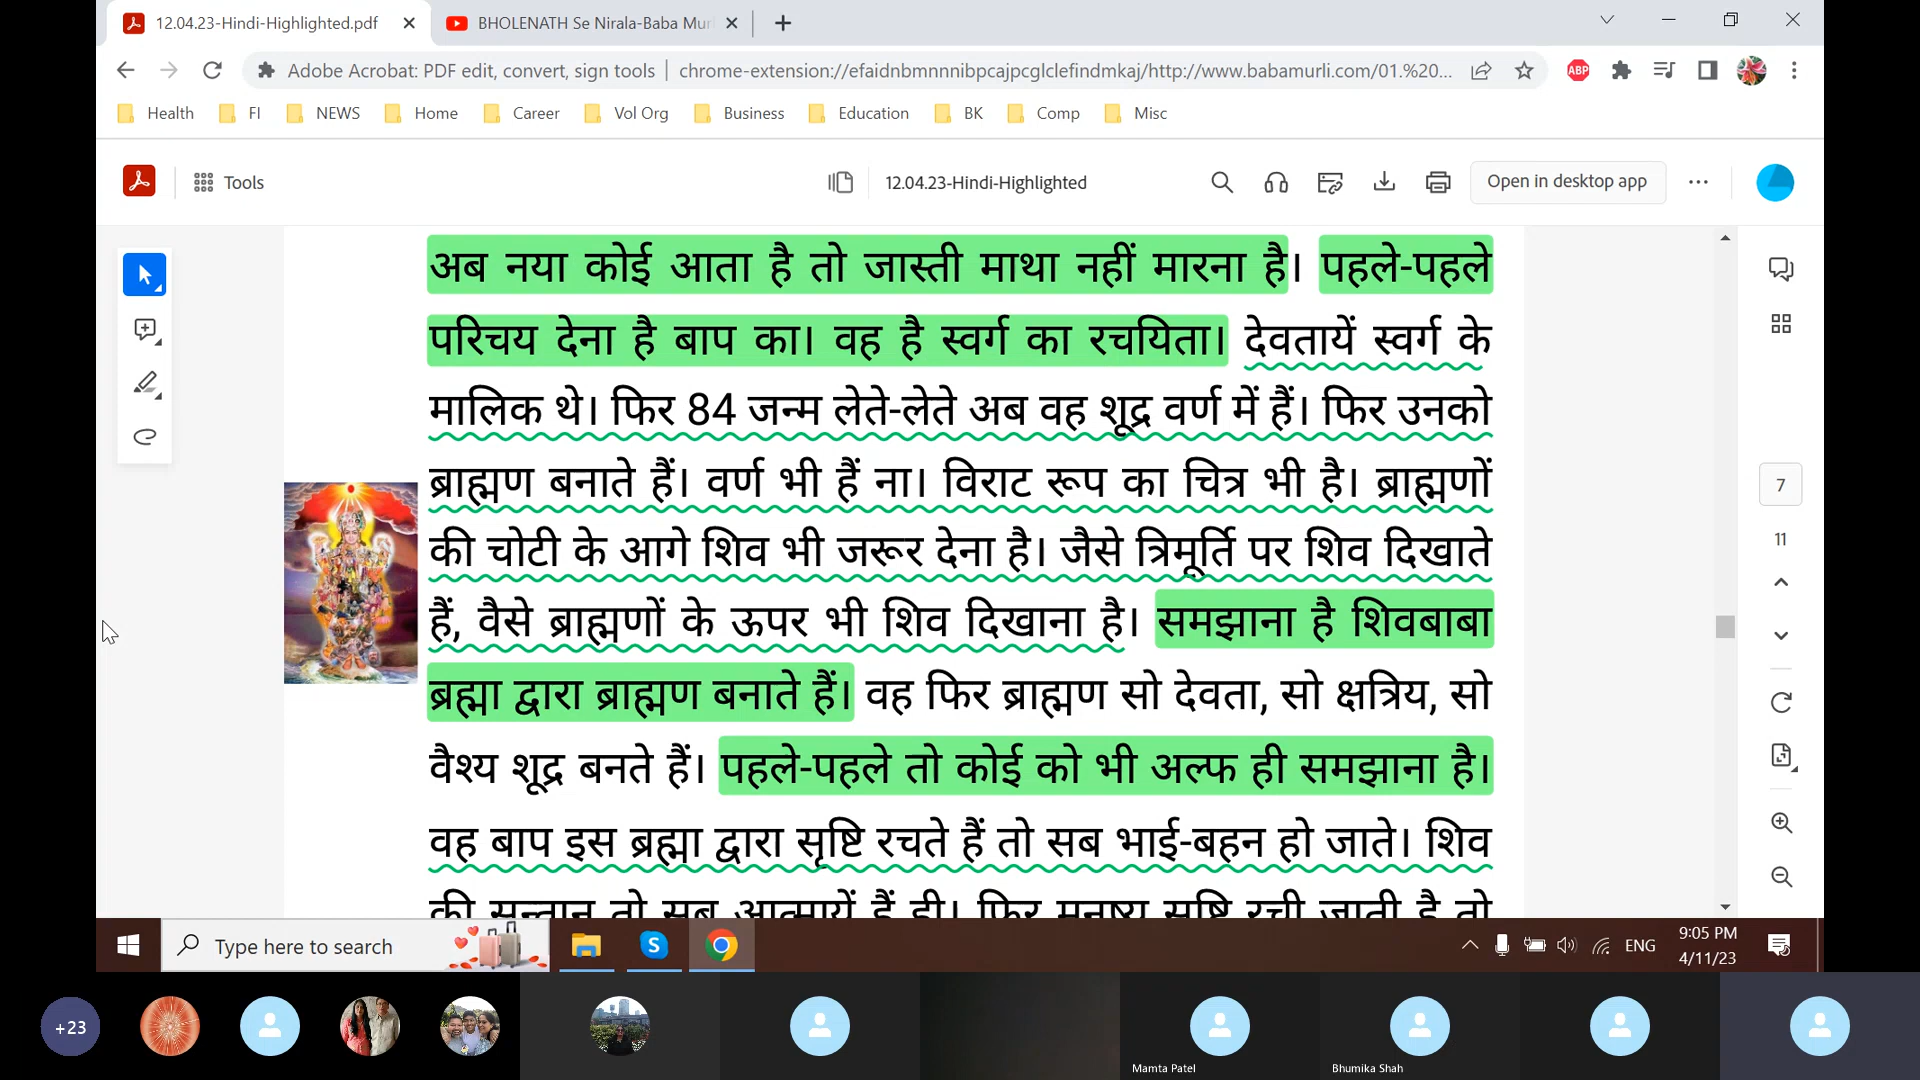 12.04.23-Hindi-Highlighted.pdf
BHOLENATH Se Nirala-Baba Mur
Adobe Acrobat: PDF edit, convert, sign tools
chrome-extension://efaidnbmnnnibpcajpcglclefindmkaj/http://www.babamurli.com/01.%20...
ABP
Health FI NEWS Home Career Vol Org Business Education BK Comp Misc
Tools
12.04.23-Hindi-Highlighted
Open in desktop app
अब नया कोई आता है तो जास्ती माथा नहीं मारना है। पहले-पहले
परिचय देना है बाप का। वह है स्वर्ग का रचयिता। देवतायें स्वर्ग के
मालिक थे। फिर 84 जन्म लेते-लेते अब वह शूद्र वर्ण में हैं। फिर उनको
ब्राह्मण बनाते हैं। वर्ण भी हैं ना। विराट रूप का चित्र भी है। ब्राह्मणों
की चोटी के आगे शिव भी जरूर देना है। जैसे त्रिमूर्ति पर शिव दिखाते
हैं, वैसे ब्राह्मणों के ऊपर भी शिव दिखाना है। समझाना है शिवबाबा
ब्रह्मा द्वारा ब्राह्मण बनाते हैं। वह फिर ब्राह्मण सो देवता, सो क्षत्रिय, सो
वैश्य शूद्र बनते हैं। पहले-पहले तो कोई को भी अल्फ ही समझाना है।
वह बाप इस ब्रह्मा द्वारा सृष्टि रचते हैं तो सब भाई-बहन हो जाते। शिव
की सन्तान तो सब आत्मायें हैं ही। फिर मनुष्य सृष्टि रची जाती है तो
7
11
Type here to search
S
ENG
9:05 PM
4/11/23
+23
Mamta Patel
Bhumika Shah